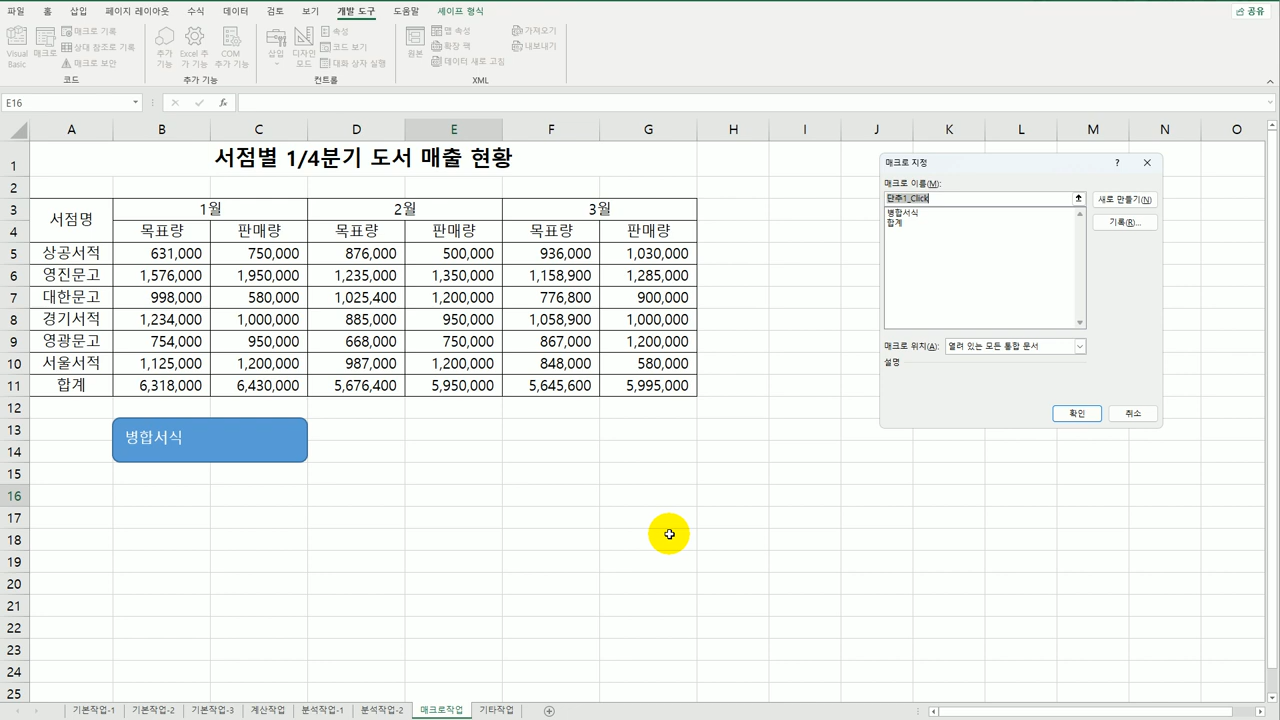 파일 홈 삽입 페이지 레이아웃 수식 데이터 검토 보기 개발 도구 도움말 셰이프 형식 공유
Visual Basic 매크로 매크로 기록 상대 참조로 기록 매크로 보안 코드
추가 기능 Excel 추가 기능 COM 추가 기능 추가 기능
삽입 디자인 모드 속성 코드 보기 대화 상자 실행 컨트롤
원본 맵 속성 확장 팩 데이터 새로 고침 가져오기 내보내기 XML
E16 fx
A B C D E F G H I J K L M N O
1 서점별 1/4분기 도서 매출 현황
2
3 서점명 1월 2월 3월
4 목표량 판매량 목표량 판매량 목표량 판매량
5 상공서적 631,000 750,000 876,000 500,000 936,000 1,030,000
6 영진문고 1,576,000 1,950,000 1,235,000 1,350,000 1,158,900 1,285,000
7 대한문고 998,000 580,000 1,025,400 1,200,000 776,800 900,000
8 경기서적 1,234,000 1,000,000 885,000 950,000 1,058,900 1,000,000
9 영광문고 754,000 950,000 668,000 750,000 867,000 1,200,000
10 서울서적 1,125,000 1,200,000 987,000 1,200,000 848,000 580,000
11 합계 6,318,000 6,430,000 5,676,400 5,950,000 5,645,600 5,995,000
12
13 병합서식
14
15
16
17
18
19
20
21
22
23
24
25
매크로 지정 ?
매크로 이름(M):
단추1_Click 새로 만들기(N)
병합서식 기록(R)...
합계
매크로 위치(A): 열려 있는 모든 통합 문서
설명
확인 취소
기본작업-1 기본작업-2 기본작업-3 계산작업 분석작업-1 분석작업-2 매크로작업 기타작업